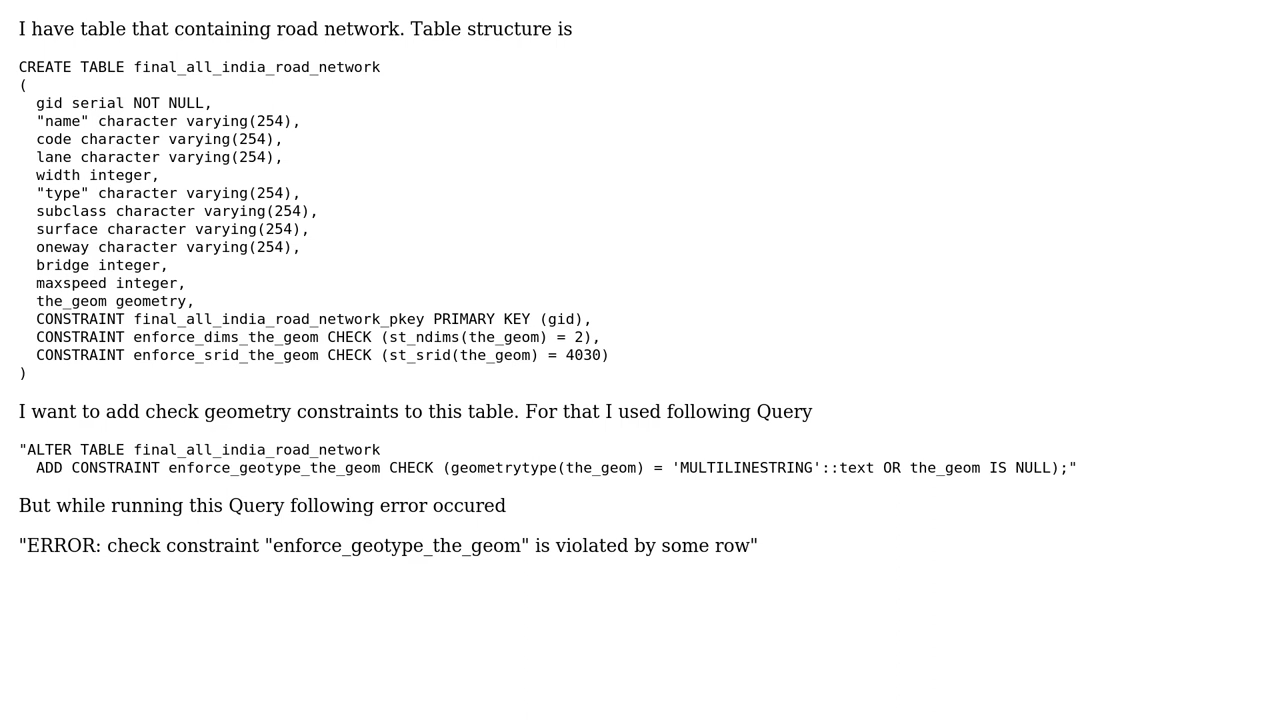 I have table that containing road network. Table structure is
CREATE TABLE final_all_india_road_network
(
  gid serial NOT NULL,
  "name" character varying(254),
  code character varying(254),
  lane character varying(254),
  width integer,
  "type" character varying(254),
  subclass character varying(254),
  surface character varying(254),
  oneway character varying(254),
  bridge integer,
  maxspeed integer,
  the_geom geometry,
  CONSTRAINT final_all_india_road_network_pkey PRIMARY KEY (gid),
  CONSTRAINT enforce_dims_the_geom CHECK (st_ndims(the_geom) = 2),
  CONSTRAINT enforce_srid_the_geom CHECK (st_srid(the_geom) = 4030)
)
I want to add check geometry constraints to this table. For that I used following Query
"ALTER TABLE final_all_india_road_network
  ADD CONSTRAINT enforce_geotype_the_geom CHECK (geometrytype(the_geom) = 'MULTILINESTRING'::text OR the_geom IS NULL);"
But while running this Query following error occured
"ERROR: check constraint "enforce_geotype_the_geom" is violated by some row"